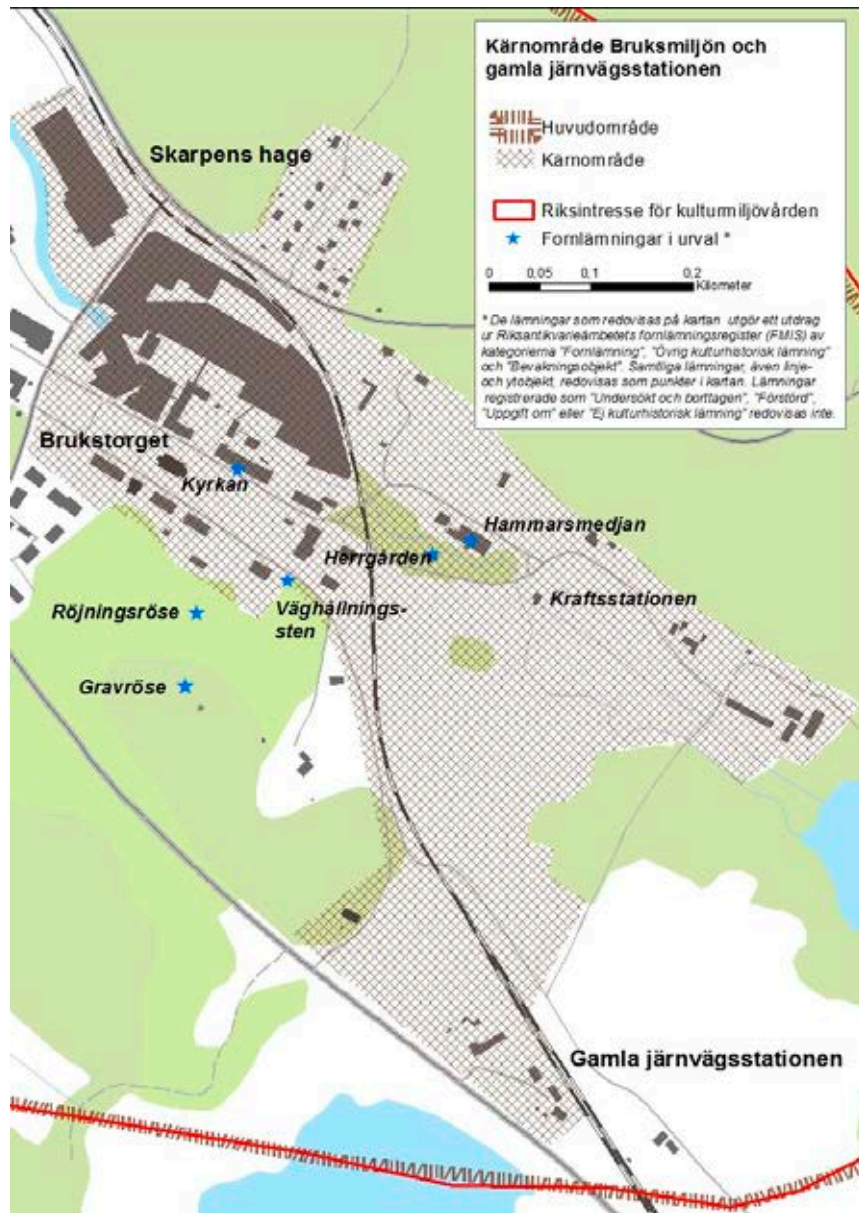 Kärnområde Bruksmiljön och
gamla järnvägsstationen
Huvudområde
Kärnområde
Riksintresse för kulturmiljövården
Fornlämningar i urval *
0 0,05 0,1 0,2
Kilometer
* De lämningar som redovisas på kartan utgör ett utdrag
ur Riksantikvarieämbetets fornlämningsregister (FMIS) av
kategorierna "Fornlämning", "Övrig kulturhistorisk lämning"
och "Bevakningsobjekt". Samtliga lämningar, även linje-
och ytobjekt, redovisas som punkter i kartan. Lämningar
registrerade som "Undersökt och borttagen", "Förstörd",
"Uppgift om" eller "Ej kulturhistorisk lämning" redovisas inte.
Skarpens hage
Brukstorget
Kyrkan
Hammarsmedjan
Herrgården
Kraftsstationen
Röjningsröse
Väghållnings-
sten
Gravröse
Gamla järnvägsstationen